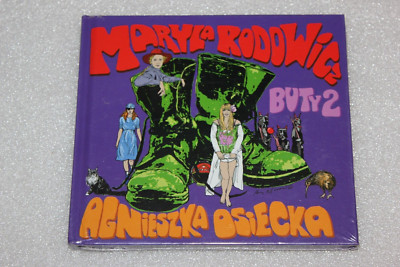 MARYLA RODOWICZ
BUTY 2
AGNIESZKA OSIECKA